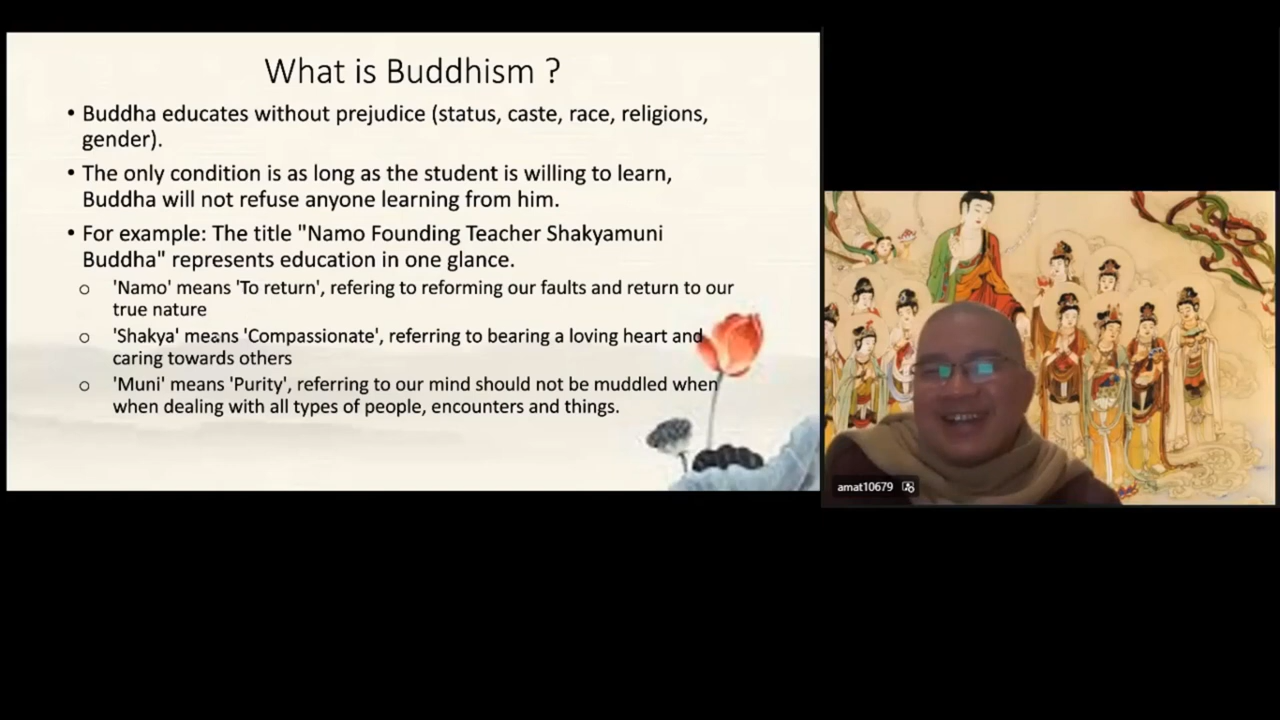 What is Buddhism ?
• Buddha educates without prejudice (status, caste, race, religions,
gender).
• The only condition is as long as the student is willing to learn,
Buddha will not refuse anyone learning from him.
• For example: The title "Namo Founding Teacher Shakyamuni
Buddha" represents education in one glance.
o 'Namo' means 'To return', refering to reforming our faults and return to our
true nature
o 'Shakya' means 'Compassionate', referring to bearing a loving heart and
caring towards others
o 'Muni' means 'Purity', referring to our mind should not be muddled when
when dealing with all types of people, encounters and things.
amat10679